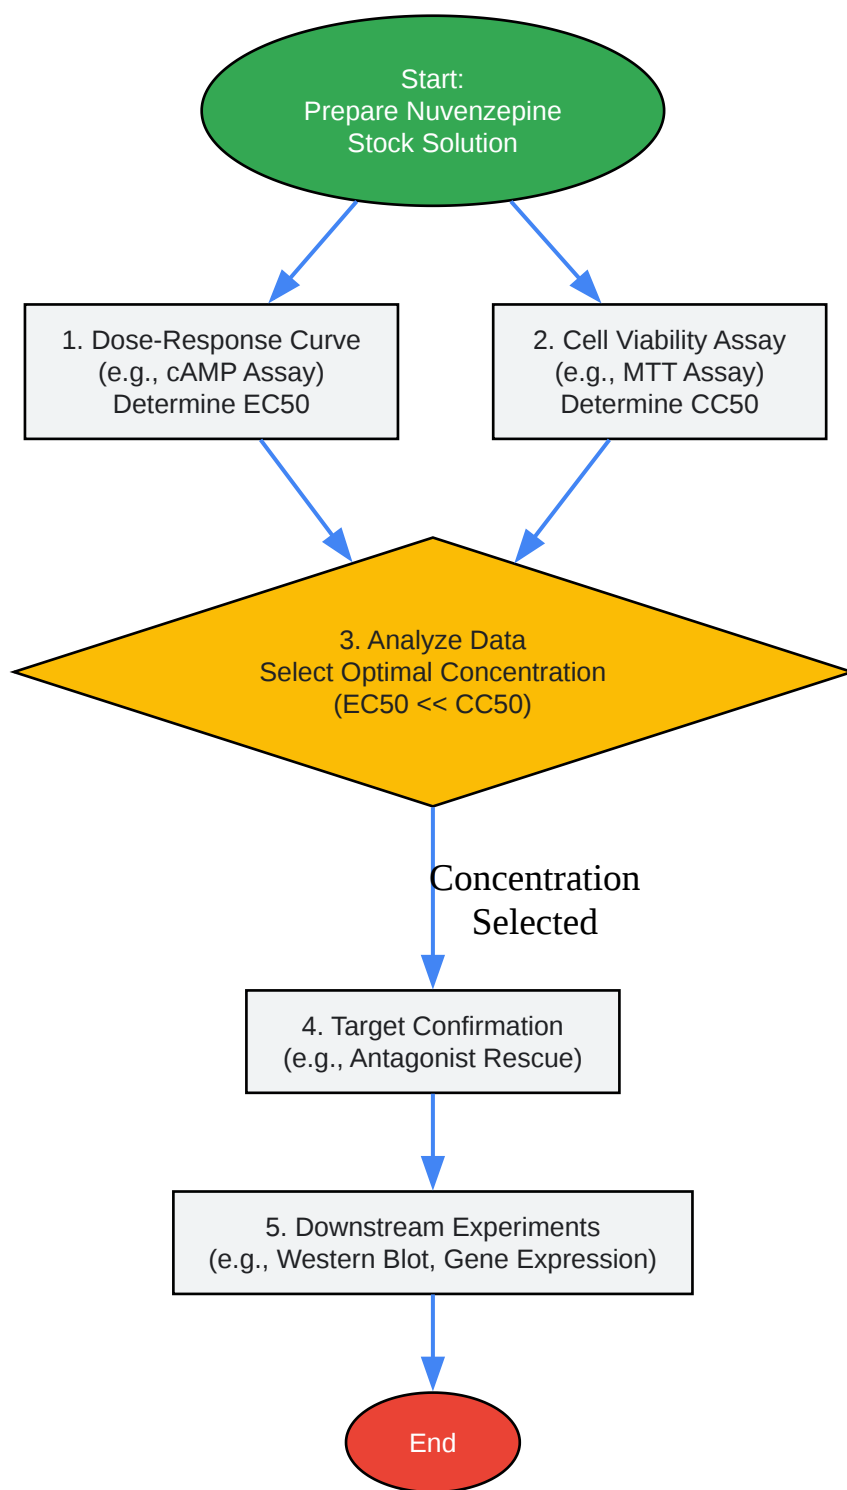 Start:
Prepare Nuvenzepine
Stock Solution
1. Dose-Response Curve
(e.g., cAMP Assay)
Determine EC50
2. Cell Viability Assay
(e.g., MTT Assay)
Determine CC50
3. Analyze Data
Select Optimal Concentration
(EC50 << CC50)
Concentration
Selected
4. Target Confirmation
(e.g., Antagonist Rescue)
5. Downstream Experiments
(e.g., Western Blot, Gene Expression)
End